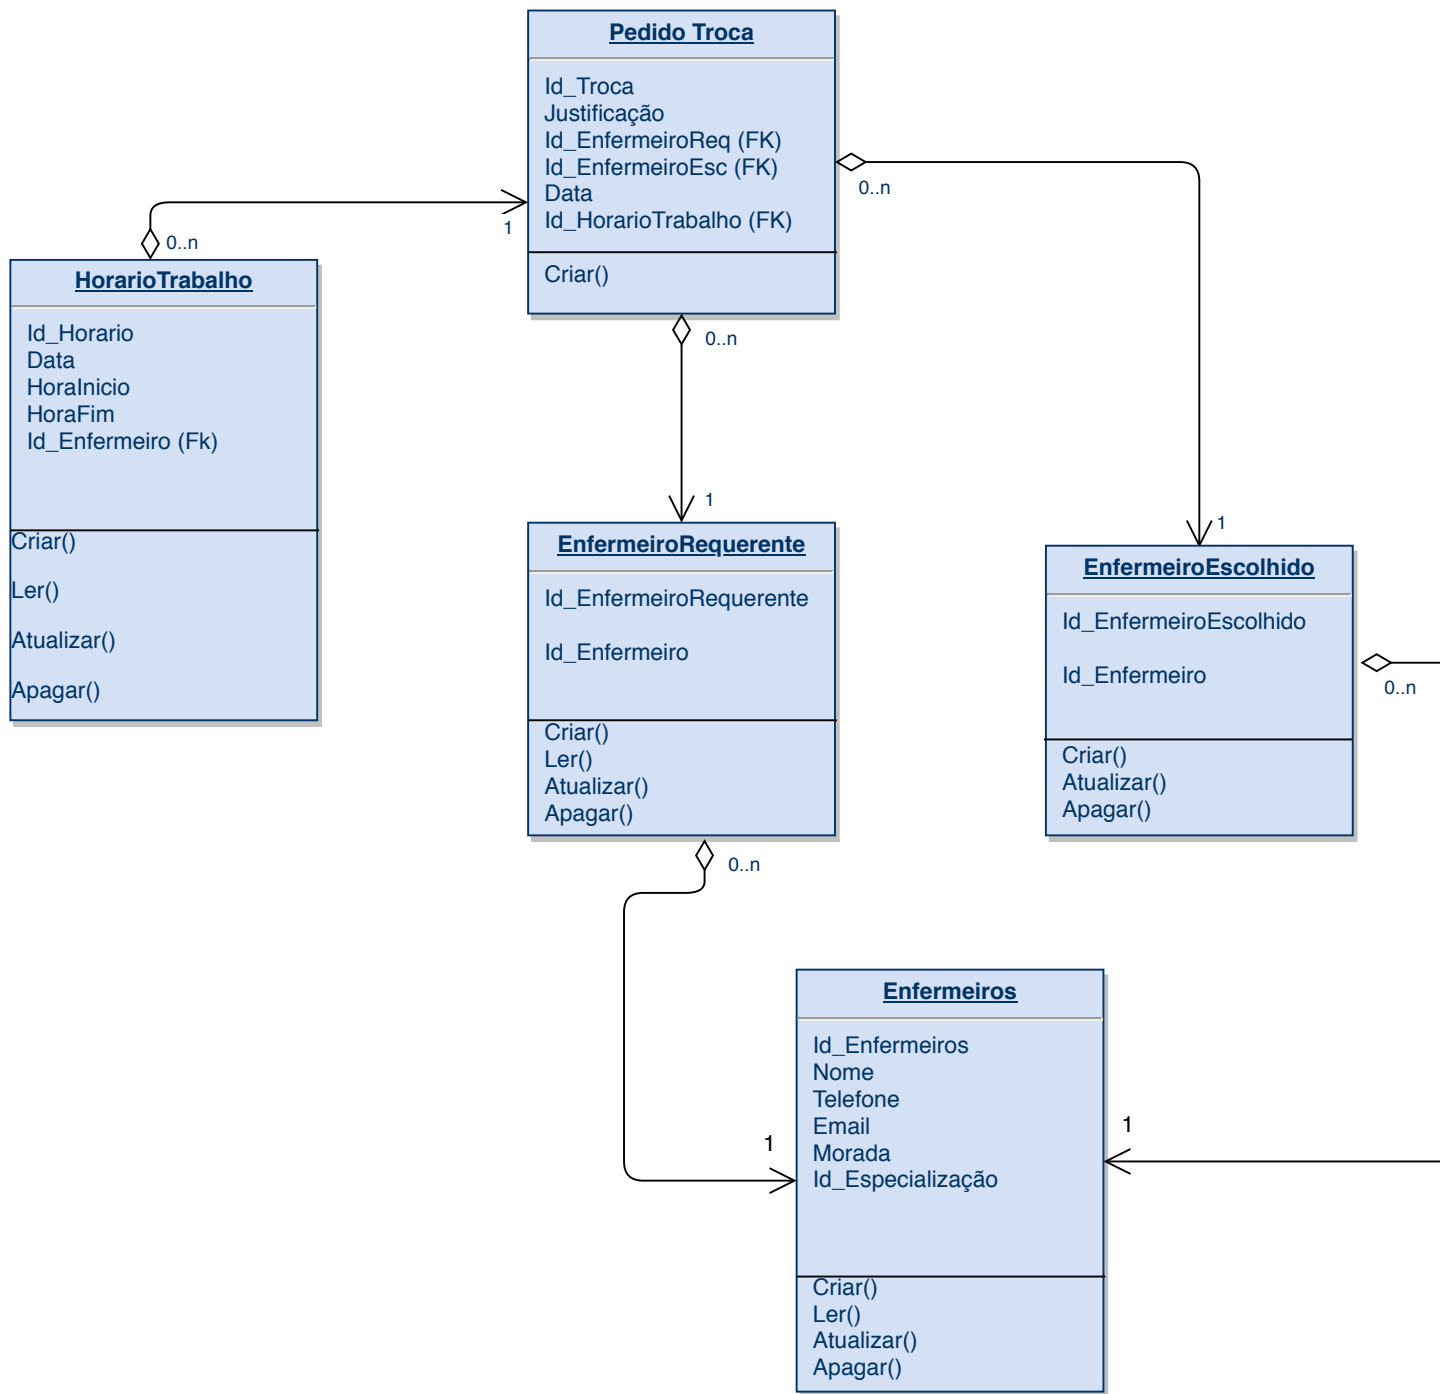 Pedido Troca
Id_Troca
Justificação
Id_EnfermeiroReq (FK)
Id_EnfermeiroEsc (FK)
Data
Id_HorarioTrabalho (FK)
Criar()
0..n
1
0..n
0..n
HorarioTrabalho
Id_Horario
Data
HoraInicio
HoraFim
Id_Enfermeiro (Fk)
Criar()
Ler()
Atualizar()
Apagar()
1
EnfermeiroRequerente
Id_EnfermeiroRequerente
Id_Enfermeiro
Criar()
Ler()
Atualizar()
Apagar()
0..n
1
EnfermeiroEscolhido
Id_EnfermeiroEscolhido
Id_Enfermeiro
Criar()
Atualizar()
Apagar()
0..n
Enfermeiros
Id_Enfermeiros
Nome
Telefone
Email
Morada
Id_Especialização
Criar()
Ler()
Atualizar()
Apagar()
1
1